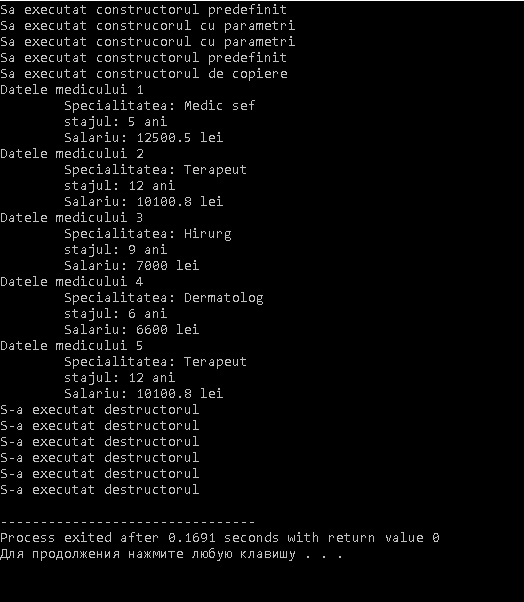 Sa executat constructorul predefinit
Sa executat construcorul cu parametri
Sa executat construcorul cu parametri
Sa executat constructorul predefinit
Sa executat constructorul de copiere
Datele medicului 1
Specialitatea: Medic sef
stajul: 5 ani
Salariu: 12500.5 lei
Datele medicului 2
Specialitatea: Terapeut
stajul: 12 ani
Salariu: 10100.8 lei
Datele medicului 3
Specialitatea: Hirurg
stajul: 9 ani
Salariu: 7000 lei
Datele medicului 4
Specialitatea: Dermatolog
stajul: 6 ani
Salariu: 6600 lei
Datele medicului 5
Specialitatea: Terapeut
stajul: 12 ani
Salariu: 10100.8 lei
S-a executat destructorul
S-a executat destructorul
S-a executat destructorul
S-a executat destructorul
S-a executat destructorul
S-a executat destructorul
--------------------------------
Process exited after 0.1691 seconds with return value 0
Для продолжения нажмите любую клавишу . . .